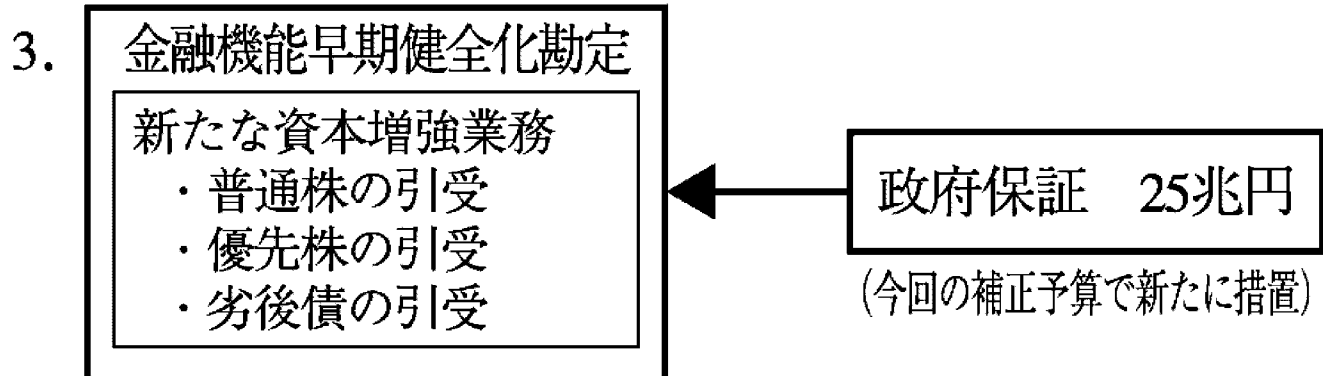 3.
金融機能早期健全化勘定
新たな資本増強業務
・普通株の引受
・優先株の引受
・劣後債の引受
政府保証　25兆円
(今回の補正予算で新たに措置)